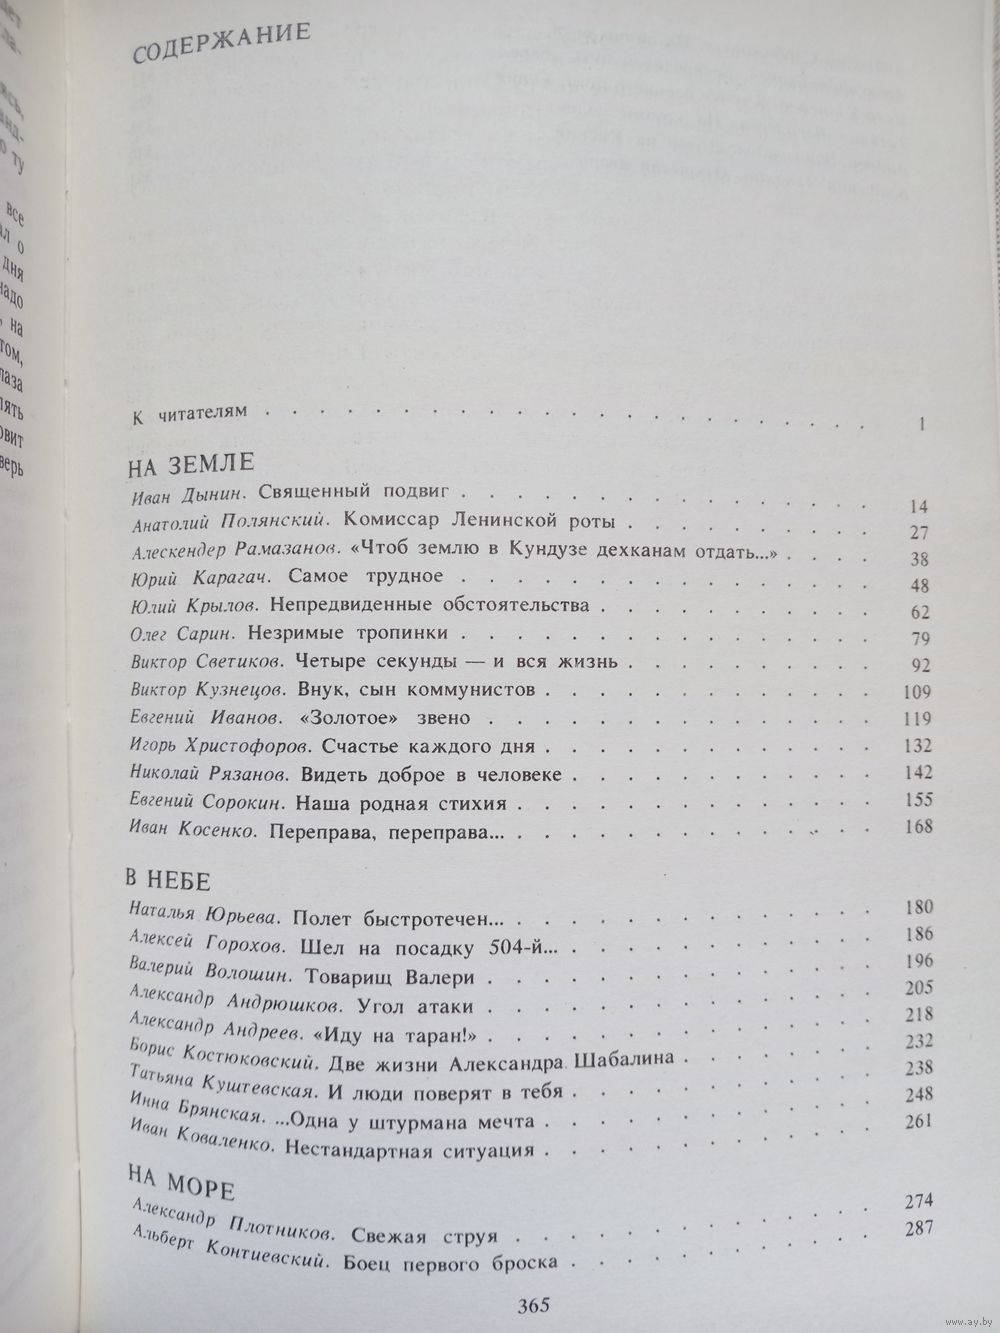 все
дня
надо
на
СОДЕРЖАНИЕ
К читателям . . . . . . . . . . . . . . . . . 1
НА ЗЕМЛЕ
Иван Дынин. Священный подвиг . . . . . . . . . . 14
Анатолий Полянский. Комиссар Ленинской роты . . . . . . 27
Алескендер Рамазанов. «Чтоб землю в Кундузе дехканам отдать...» . . . 38
Юрий Карагач. Самое трудное . . . . . . . . . . 48
Юлий Крылов. Непредвиденные обстоятельства . . . . . . . 62
Олег Сарин. Незримые тропинки . . . . . . . . . . 79
Виктор Светиков. Четыре секунды — и вся жизнь . . . . . . 92
Виктор Кузнецов. Внук, сын коммунистов . . . . . . . . 109
Евгений Иванов. «Золотое» звено . . . . . . . . . . 119
Игорь Христофоров. Счастье каждого дня . . . . . . . . 132
Николай Рязанов. Видеть доброе в человеке . . . . . . . 142
Евгений Сорокин. Наша родная стихия . . . . . . . . . 155
Иван Косенко. Переправа, переправа... . . . . . . . . . 168
В НЕБЕ
Наталья Юрьева. Полет быстротечен... . . . . . . . . . 180
Алексей Горохов. Шел на посадку 504-й... . . . . . . . . 186
Валерий Волошин. Товарищ Валери . . . . . . . . . . 196
Александр Андрюшков. Угол атаки . . . . . . . . . . 205
Александр Андреев. «Иду на таран!» . . . . . . . . . 218
Борис Костюковский. Две жизни Александра Шабалина . . . . . 232
Татьяна Куштевская. И люди поверят в тебя . . . . . . . 238
Инна Брянская. ...Одна у штурмана мечта . . . . . . . . 248
Иван Коваленко. Нестандартная ситуация . . . . . . . . 261
НА МОРЕ
Александр Плотников. Свежая струя . . . . . . . . . 274
Альберт Контиевский. Боец первого броска . . . . . . . 287
365
www.ay.by